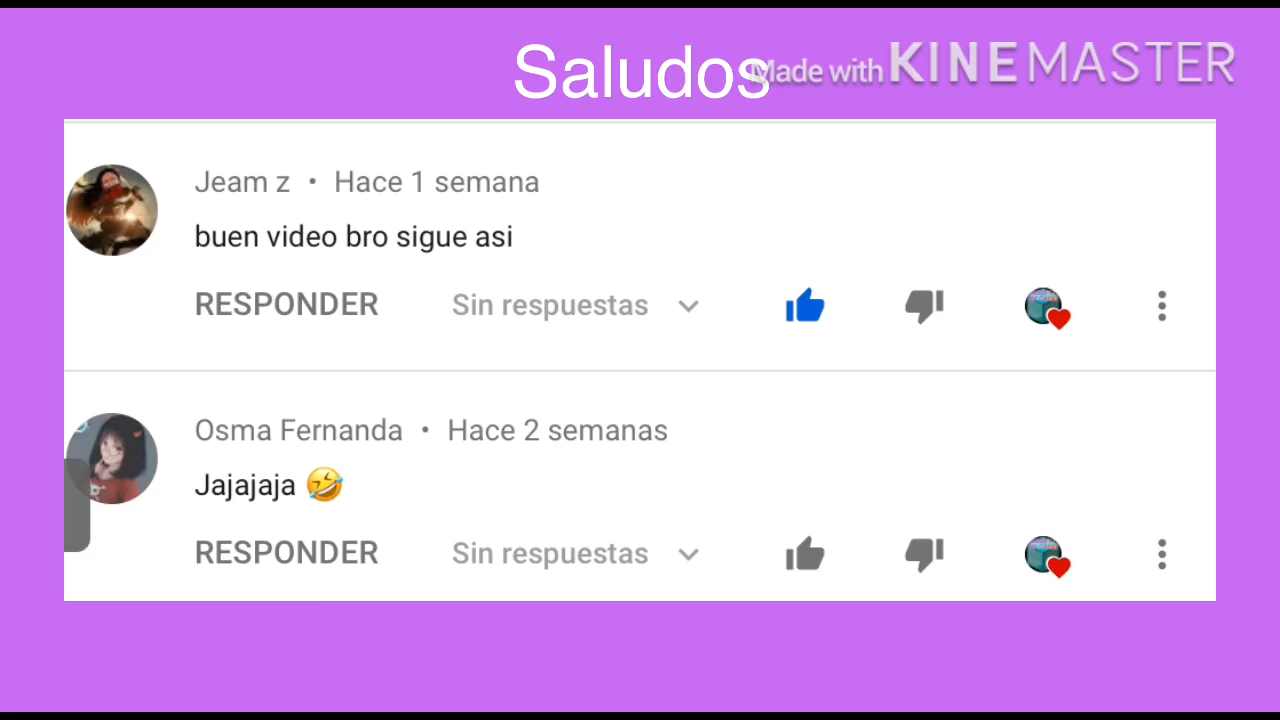 Saludos
Made with KINEMASTER
Jeam z • Hace 1 semana
buen video bro sigue asi
RESPONDER Sin respuestas
Osma Fernanda • Hace 2 semanas
Jajajaja 🤣
RESPONDER Sin respuestas